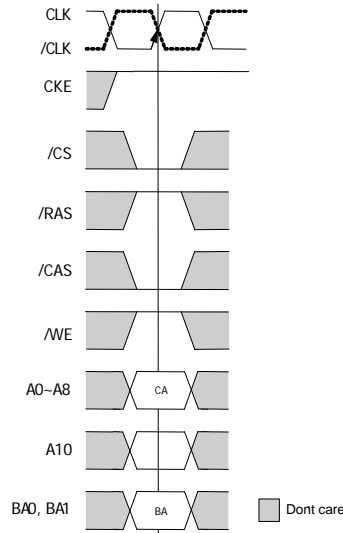 CLK
/CLK
CKE
/CS
/RAS
/CAS
/WE
A0~A8
CA
A10
BA0, BA1
BA
Dont care